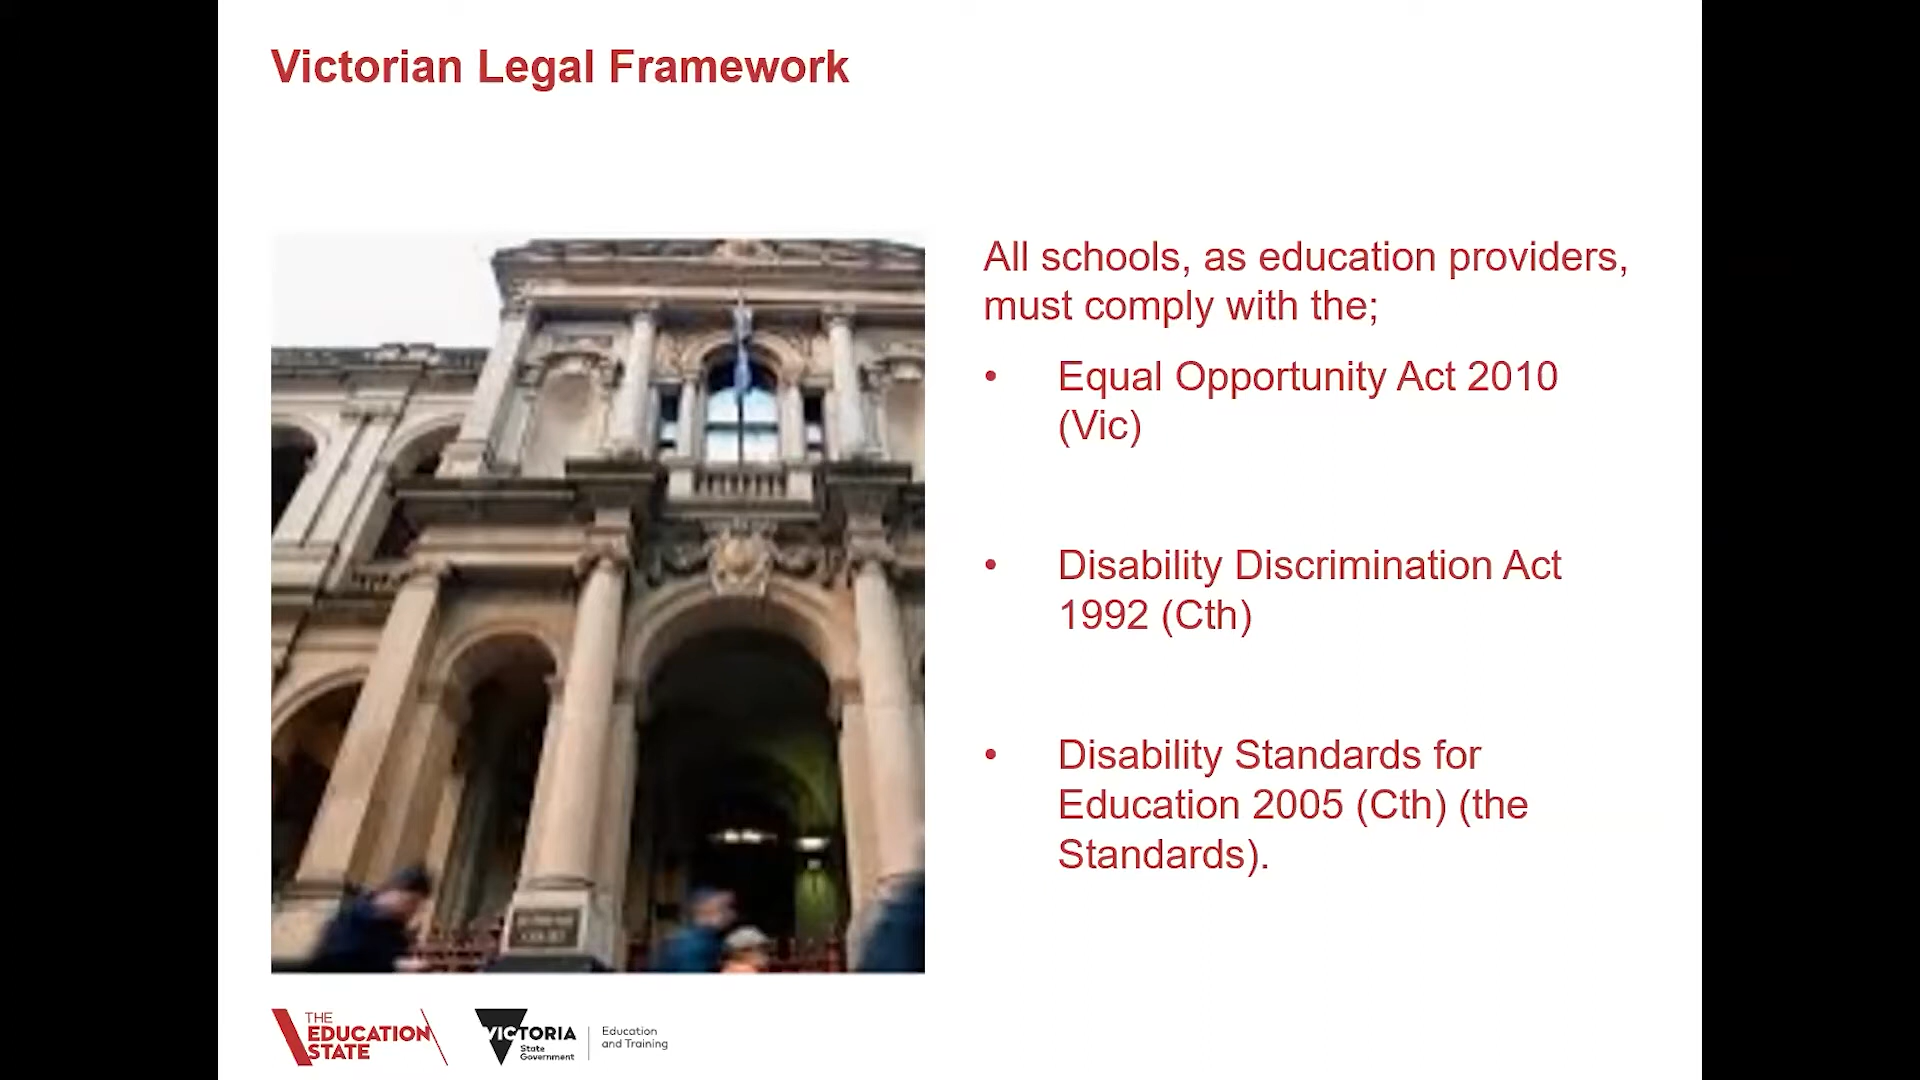 Victorian Legal Framework
All schools, as education providers,
must comply with the;
• Equal Opportunity Act 2010
(Vic)
• Disability Discrimination Act
1992 (Cth)
• Disability Standards for
Education 2005 (Cth) (the
Standards).
COURT
THE
EDUCATION
STATE
VICTORIA
State
Government
Education
and Training